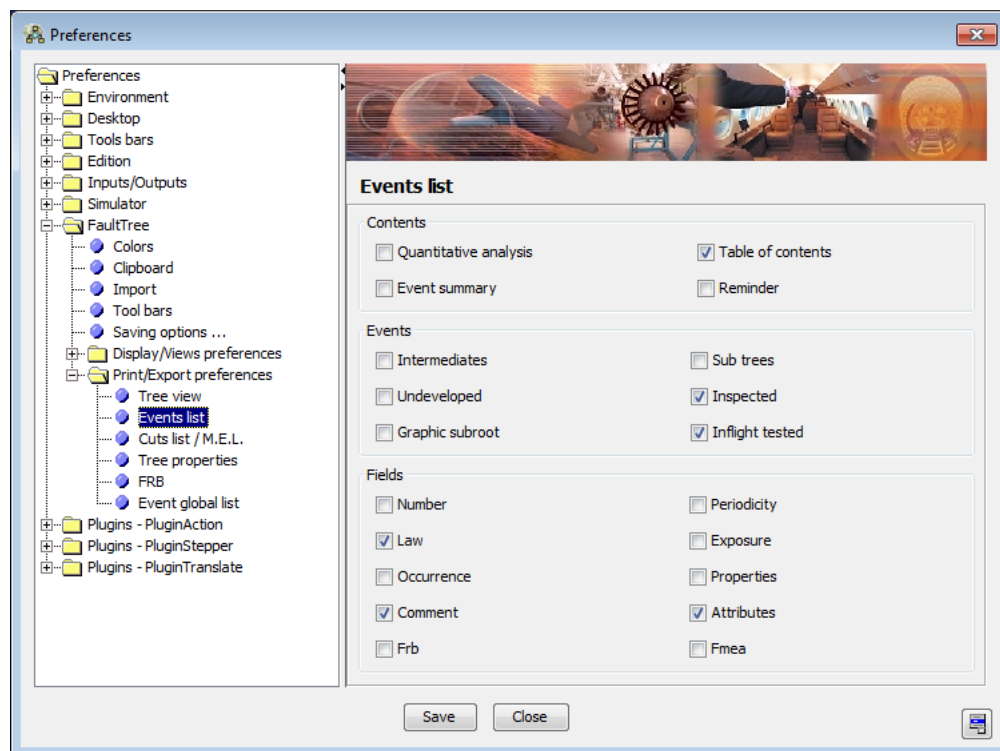 Preferences
Preferences
Environment
Desktop
Tools bars
Edition
Inputs/Outputs
Simulator
FaultTree
Colors
Clipboard
Import
Tool bars
Saving options ...
Display/Views preferences
Print/Export preferences
Tree view
Events list
Cuts list / M.E.L.
Tree properties
FRB
Event global list
Plugins - PluginAction
Plugins - PluginStepper
Plugins - PluginTranslate
Events list
Contents
Quantitative analysis Table of contents
Event summary Reminder
Events
Intermediates Sub trees
Undeveloped Inspected
Graphic subroot Inflight tested
Fields
Number Periodicity
Law Exposure
Occurrence Properties
Comment Attributes
Frb Fmea
Save Close